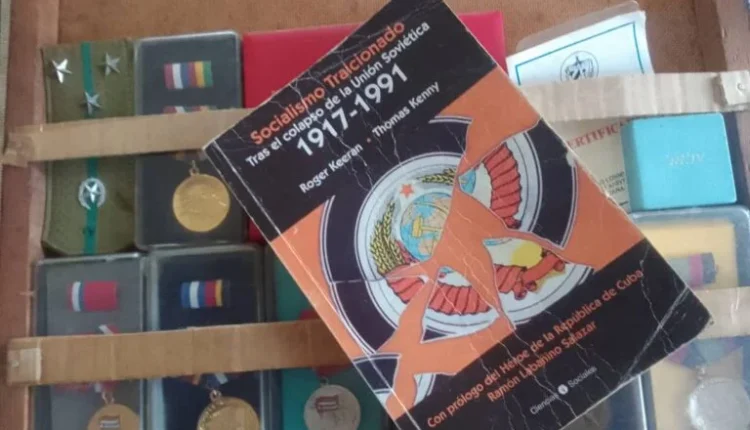 Socialismo Traicionado
Tras el colapso de la Unión Soviética
1917-1991
Roger Keeran · Thomas Kenny
Con prólogo del Héroe de la República de Cuba
Ramón Labañino Salazar
Ciencias Sociales